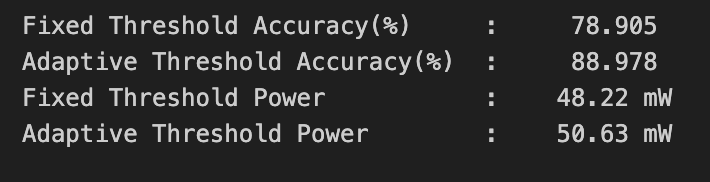 Fixed Threshold Accuracy(%) : 78.905
Adaptive Threshold Accuracy(%) : 88.978
Fixed Threshold Power : 48.22 mW
Adaptive Threshold Power : 50.63 mW